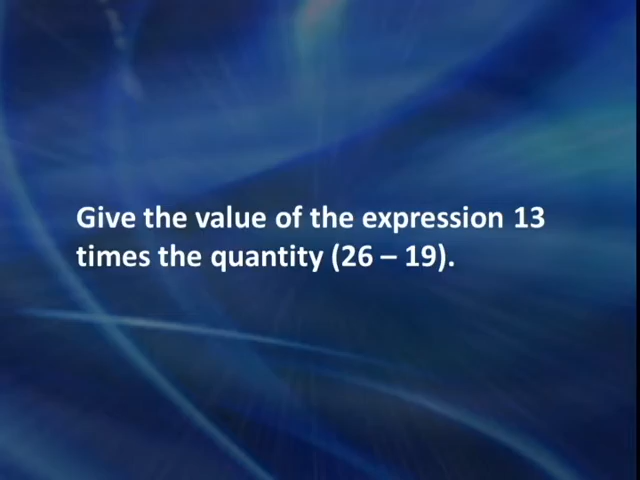 Give the value of the expression 13
times the quantity (26 – 19).